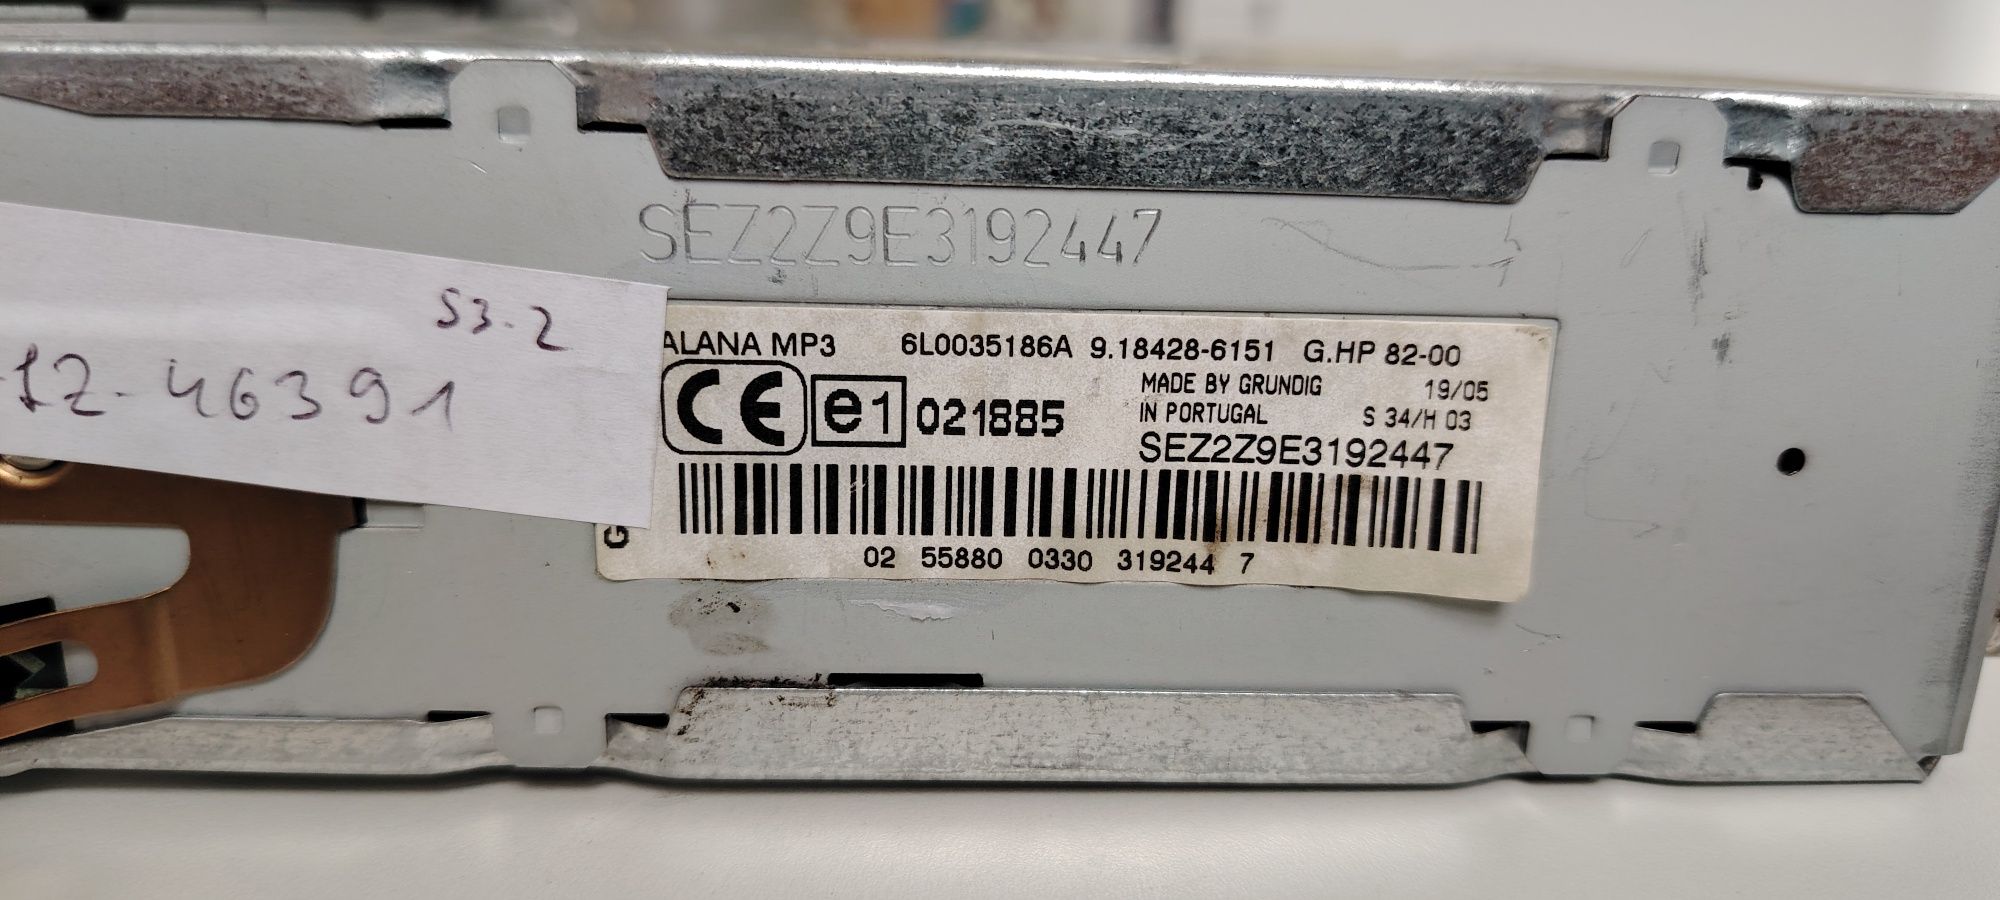 SEZ2Z9E3192447
S3-2
1Z-46391
ALANA MP3 6L0035186A 9.18428-6151 G.HP 82-00
CE e1 021885
MADE BY GRUNDIG 19/05
IN PORTUGAL S 34/H 03
SEZ2Z9E3192447
G
02 55880 0330 319244 7